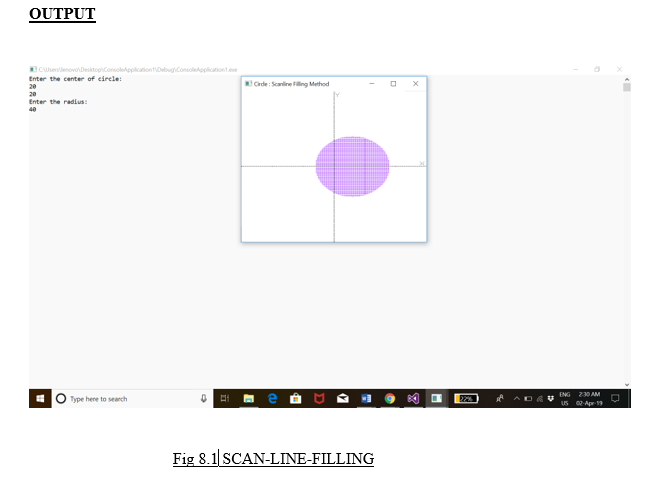 OUTPUT
C:\Users\lenovo\Desktop\ConsoleApplication1\Debug\ConsoleApplication1.exe
Enter the center of circle:
20
20
Enter the radius:
40
Circle : Scanline Filling Method
Y
X
Type here to search
22%
ENG
2:30 AM
US
02-Apr-19
Fig 8.1 SCAN-LINE-FILLING